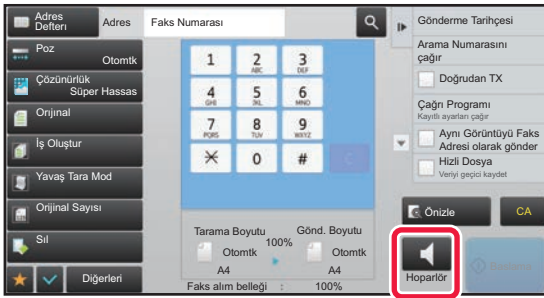 Adres
Defteri
Adres
Faks Numarası
Poz
Otomtk
Çözünürlük
Süper Hassas
Orijinal
İş Oluştur
Yavaş Tara Mod
Orijinal Sayısı
Sıl
Diğerleri
1
2
ABC
3
DEF
4
GHI
5
JKL
6
MNO
7
PQRS
8
TUV
9
WXYZ
0
#
C
Tarama Boyutu
Gönd. Boyutu
100%
Otomtk
Otomtk
A4
A4
Faks alım belleği : 100%
Gönderme Tarihçesi
Arama Numarasını
çağır
Doğrudan TX
Çağrı Programı
Kayıtlı ayarları çağır
Aynı Görüntüyü Faks
Adresi olarak gönder
Hizli Dosya
Veriyi geçici kaydet
Önizle
CA
Hoparlör